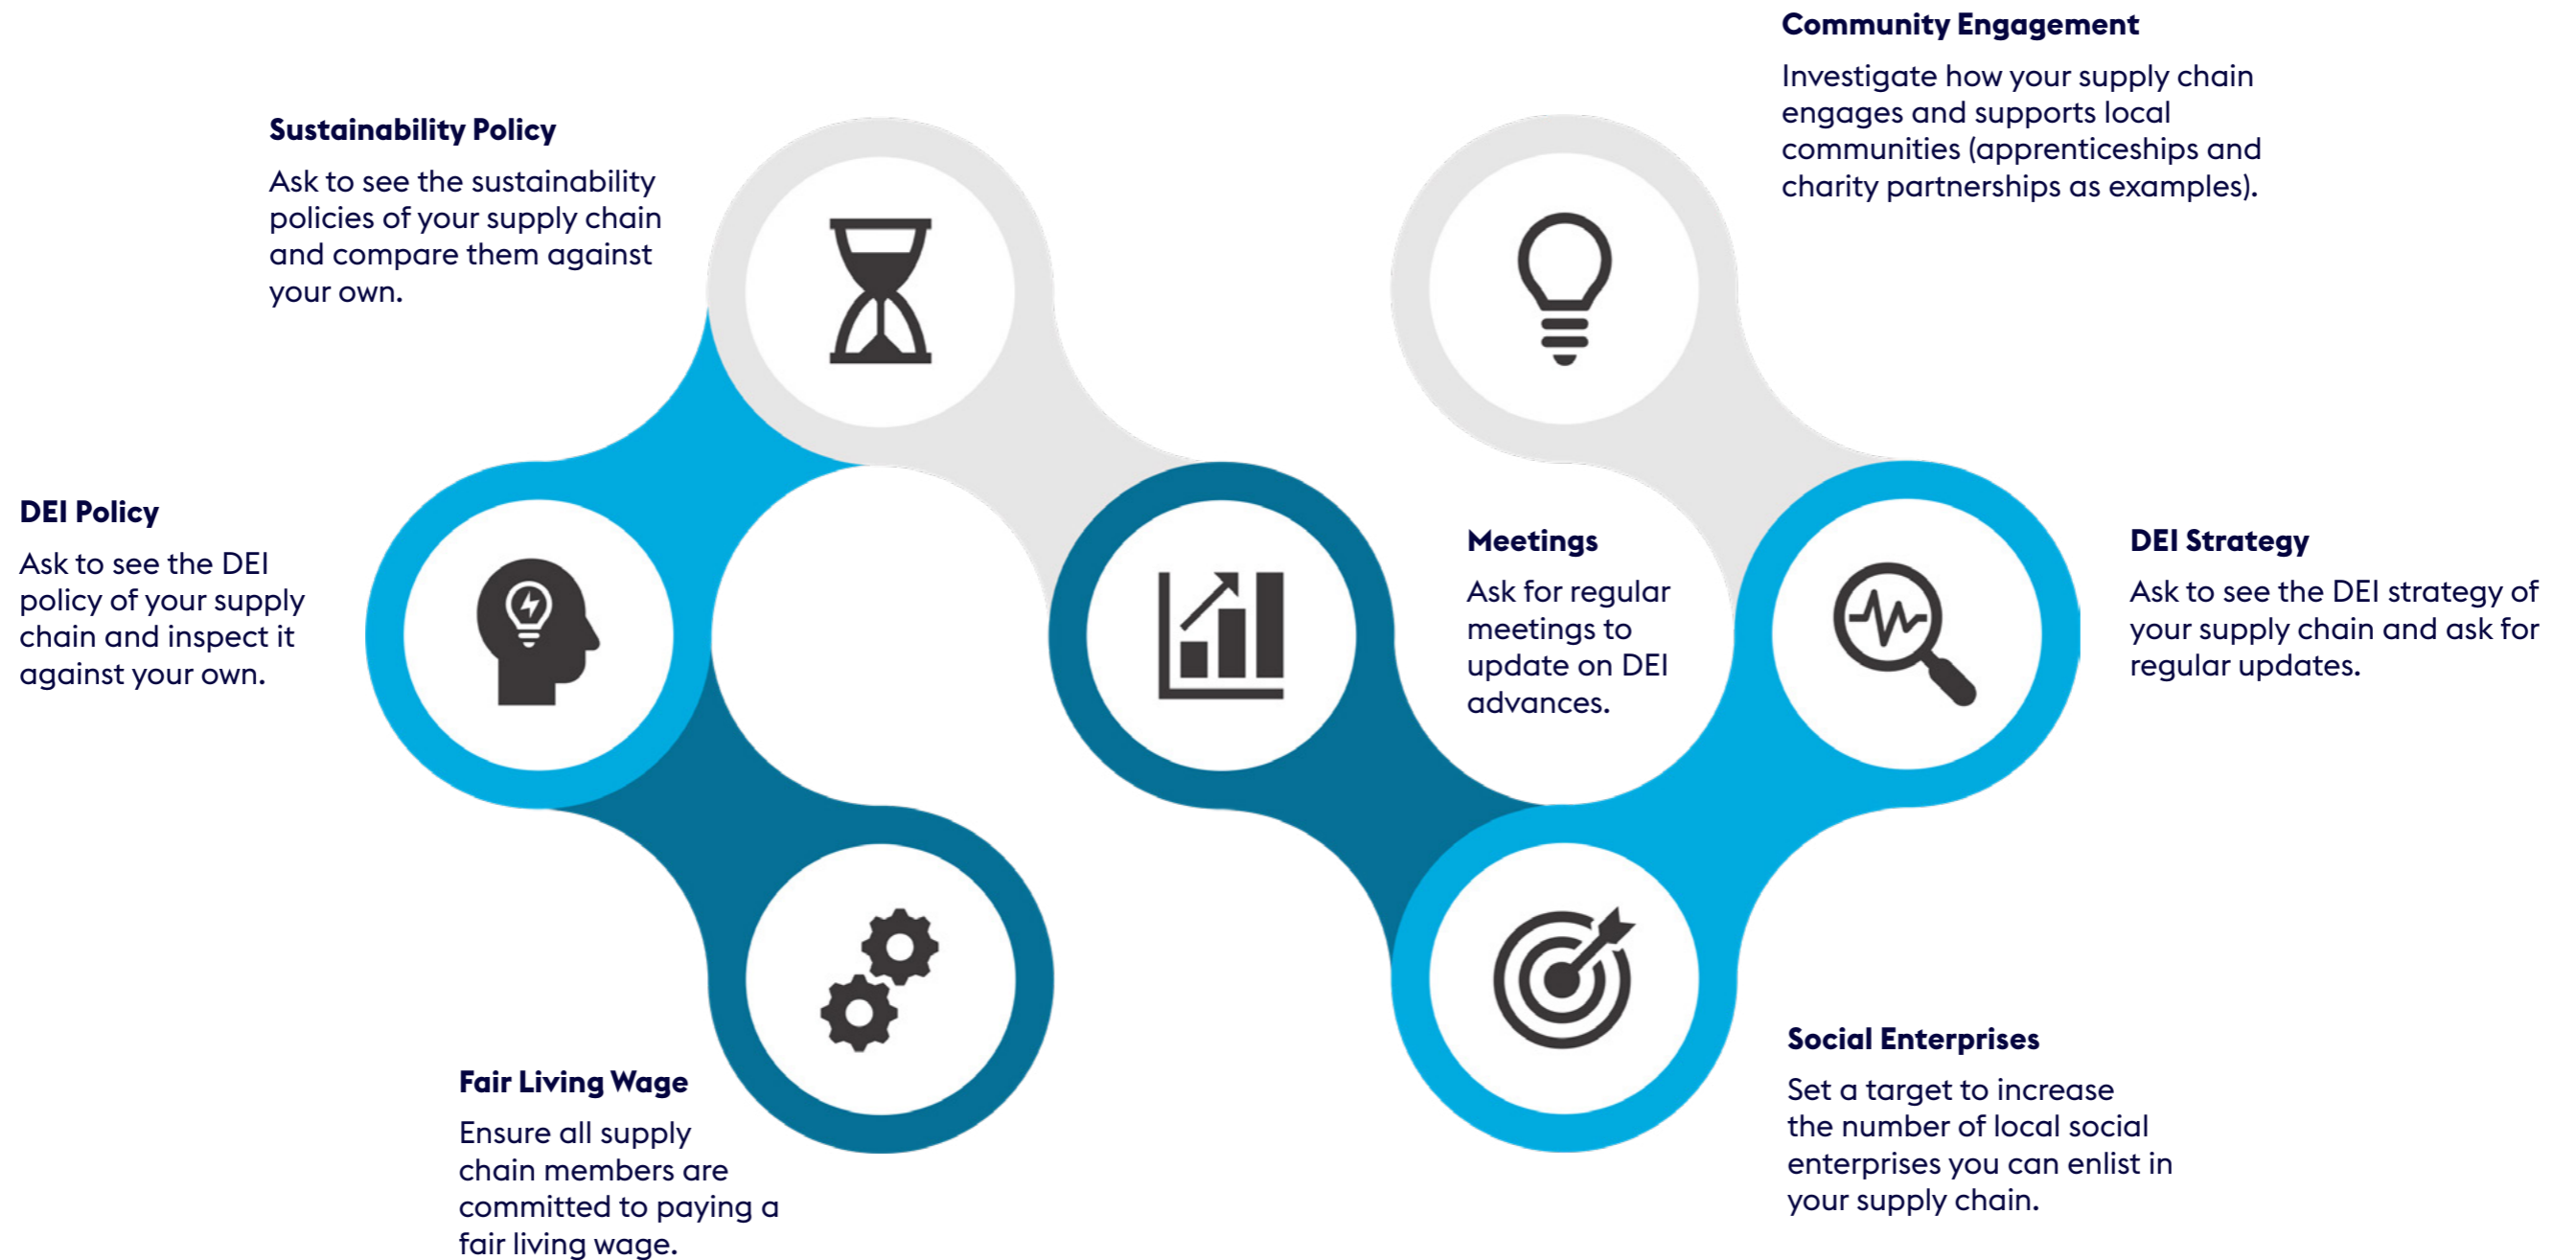 Community Engagement
Investigate how your supply chain
engages and supports local
communities (apprenticeships and
charity partnerships as examples).
Sustainability Policy
Ask to see the sustainability
policies of your supply chain
and compare them against
your own.
DEI Policy
Ask to see the DEI
policy of your supply
chain and inspect it
against your own.
Meetings
Ask for regular
meetings to
update on DEI
advances.
DEI Strategy
Ask to see the DEI strategy of
your supply chain and ask for
regular updates.
Fair Living Wage
Ensure all supply
chain members are
committed to paying a
fair living wage.
Social Enterprises
Set a target to increase
the number of local social
enterprises you can enlist in
your supply chain.